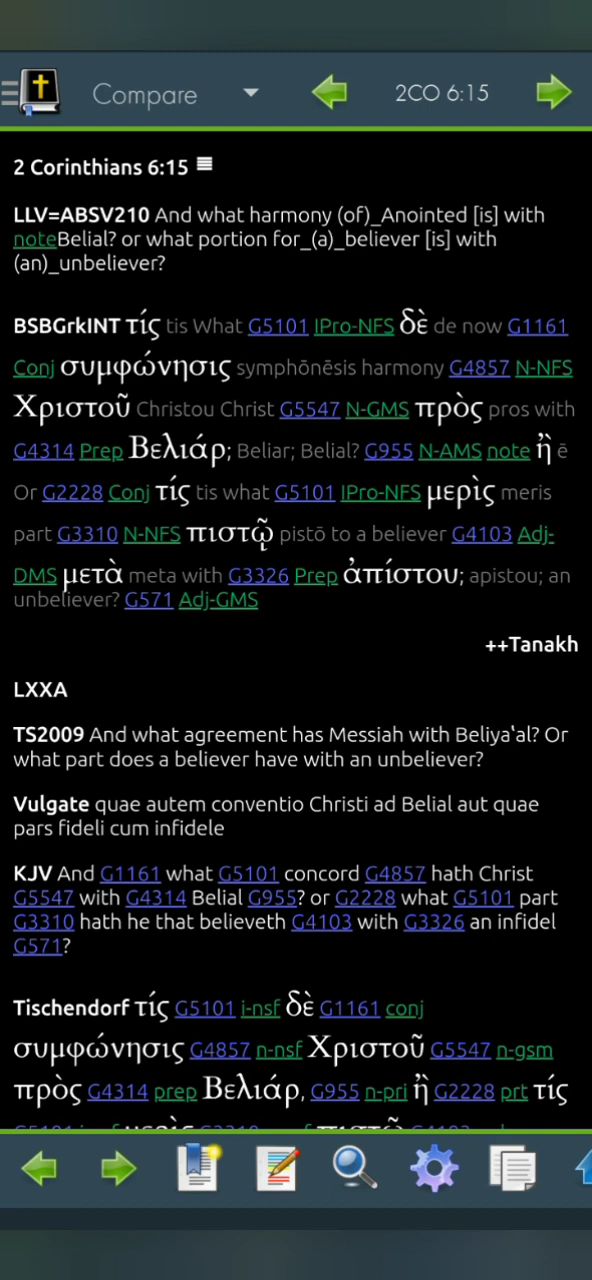 Compare
2CO 6:15
2 Corinthians 6:15
LLV=ABSV210 And what harmony (of)_Anointed [is] with
noteBelial? or what portion for_(a)_believer [is] with
(an)_unbeliever?
BSBGrkINT τίς tis What G5101 IPro-NFS δὲ de now G1161
Conj συμφώνησις symphōnēsis harmony G4857 N-NFS
Χριστοῦ Christou Christ G5547 N-GMS πρὸς pros with
G4314 Prep Βελιάρ; Beliar; Belial? G955 N-AMS note ἢ ē
Or G2228 Conj τίς tis what G5101 IPro-NFS μερὶς meris
part G3310 N-NFS πιστῷ pistō to a believer G4103 Adj-
DMS μετὰ meta with G3326 Prep ἀπίστου; apistou; an
unbeliever? G571 Adj-GMS
++Tanakh
LXXA
TS2009 And what agreement has Messiah with Beliyaʽal? Or
what part does a believer have with an unbeliever?
Vulgate quae autem conventio Christi ad Belial aut quae
pars fideli cum infidele
KJV And G1161 what G5101 concord G4857 hath Christ
G5547 with G4314 Belial G955? or G2228 what G5101 part
G3310 hath he that believeth G4103 with G3326 an infidel
G571?
Tischendorf τίς G5101 i-nsf δὲ G1161 conj
συμφώνησις G4857 n-nsf Χριστοῦ G5547 n-gsm
πρὸς G4314 prep Βελιάρ, G955 n-pri ἢ G2228 prt τίς